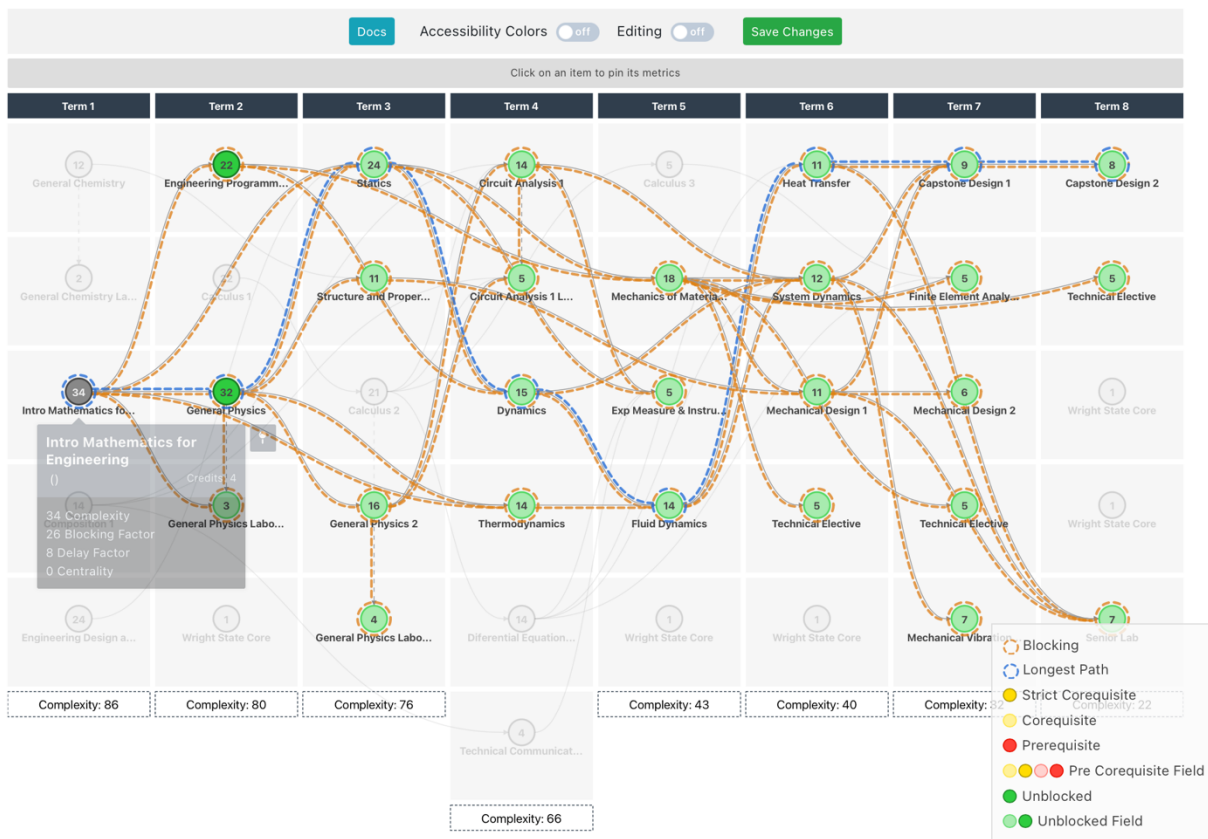 Docs Accessibility Colors off Editing off Save Changes
Click on an item to pin its metrics
Term 1 Term 2 Term 3 Term 4 Term 5 Term 6 Term 7 Term 8
12 22 24 14 5 11 9 8
General Chemistry Engineering Programm... Statics Circuit Analysis 1 Calculus 3 Heat Transfer Capstone Design 1 Capstone Design 2
2 11 5 18 12 5 5
General Chemistry La... Calculus 1 Structure and Proper... Circuit Analysis 1 L... Mechanics of Materia... System Dynamics Finite Element Analy... Technical Elective
34 32 21 15 5 11 6 1
Intro Mathematics fo... General Physics Calculus 2 Dynamics Exp Measure & Instru... Mechanical Design 1 Mechanical Design 2 Wright State Core
Intro Mathematics for
Engineering
()
Credits: 4
34 Complexity
26 Blocking Factor
8 Delay Factor
0 Centrality
14 3 16 14 14 5 5 1
Composition 1 General Physics Labo... General Physics 2 Thermodynamics Fluid Dynamics Technical Elective Technical Elective Wright State Core
24 1 4 14 1 1 7 7
Engineering Design a... Wright State Core General Physics Labo... Diferential Equation... Wright State Core Wright State Core Mechanical Vibration Senior Lab
Complexity: 86 Complexity: 80 Complexity: 76 Complexity: 43 Complexity: 40 Complexity: 32 Complexity: 22
4
Technical Communicat...
Complexity: 66
Blocking
Longest Path
Strict Corequisite
Corequisite
Prerequisite
Pre Corequisite Field
Unblocked
Unblocked Field